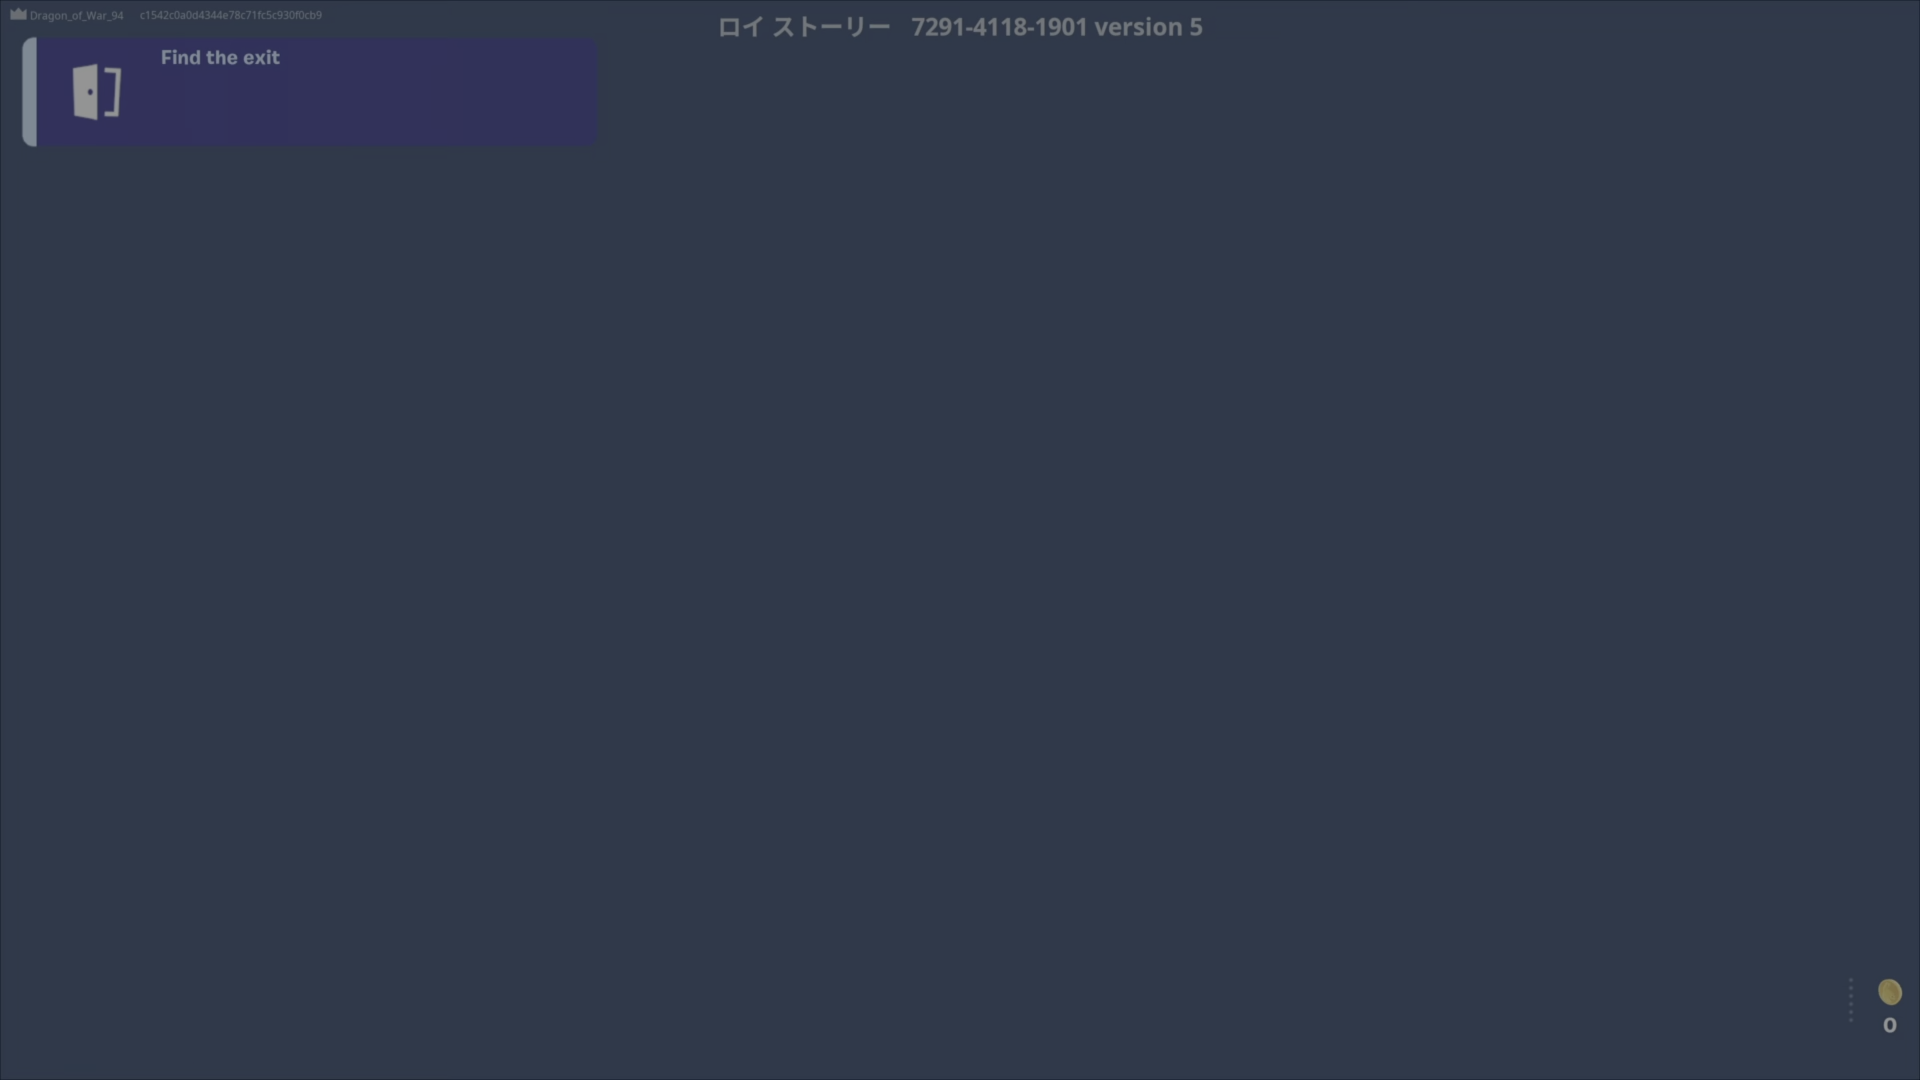 Dragon_of_War_94 c1542c0a0d4344e78c71fc5c930f0cb9
ロイ ストーリー 7291-4118-1901 version 5
Find the exit
0